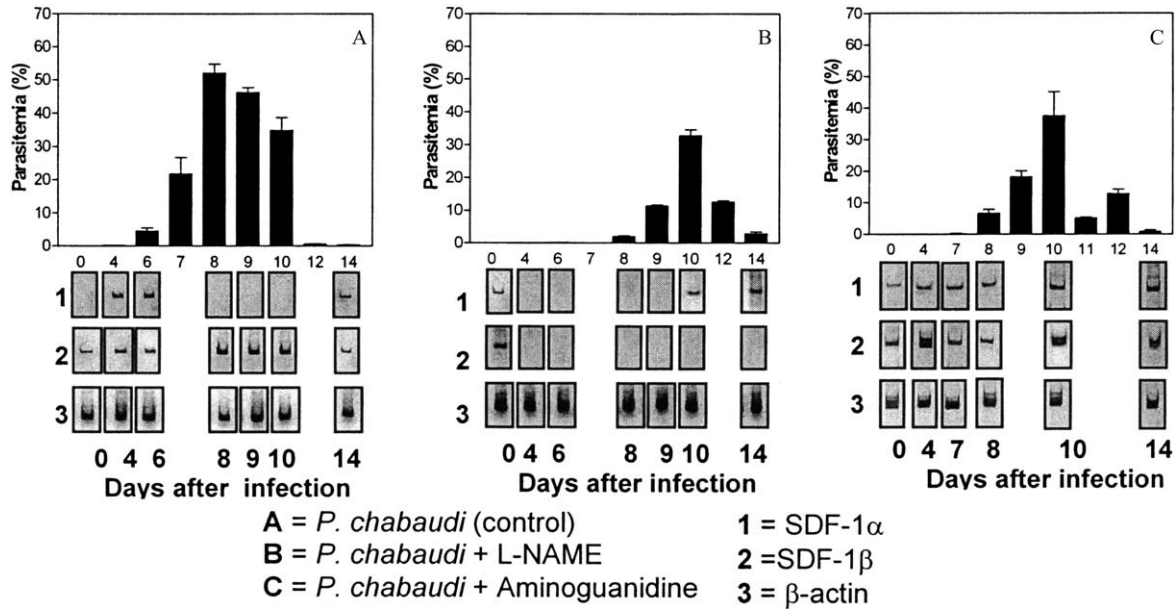 A
Parasitemia (%)
70
60
50
40
30
20
10
0
0 4 6 7 8 9 10 12 14
1
2
3
0 4 6 8 9 10 14
Days after infection
B
Parasitemia (%)
70
60
50
40
30
20
10
0
0 4 6 7 8 9 10 12 14
1
2
3
0 4 6 8 9 10 14
Days after infection
C
Parasitemia (%)
70
60
50
40
30
20
10
0
0 4 7 8 9 10 11 12 14
1
2
3
0 4 7 8 10 14
Days after infection
A = P. chabaudi (control)
B = P. chabaudi + L-NAME
C = P. chabaudi + Aminoguanidine
1 = SDF-1α
2 =SDF-1β
3 = β-actin